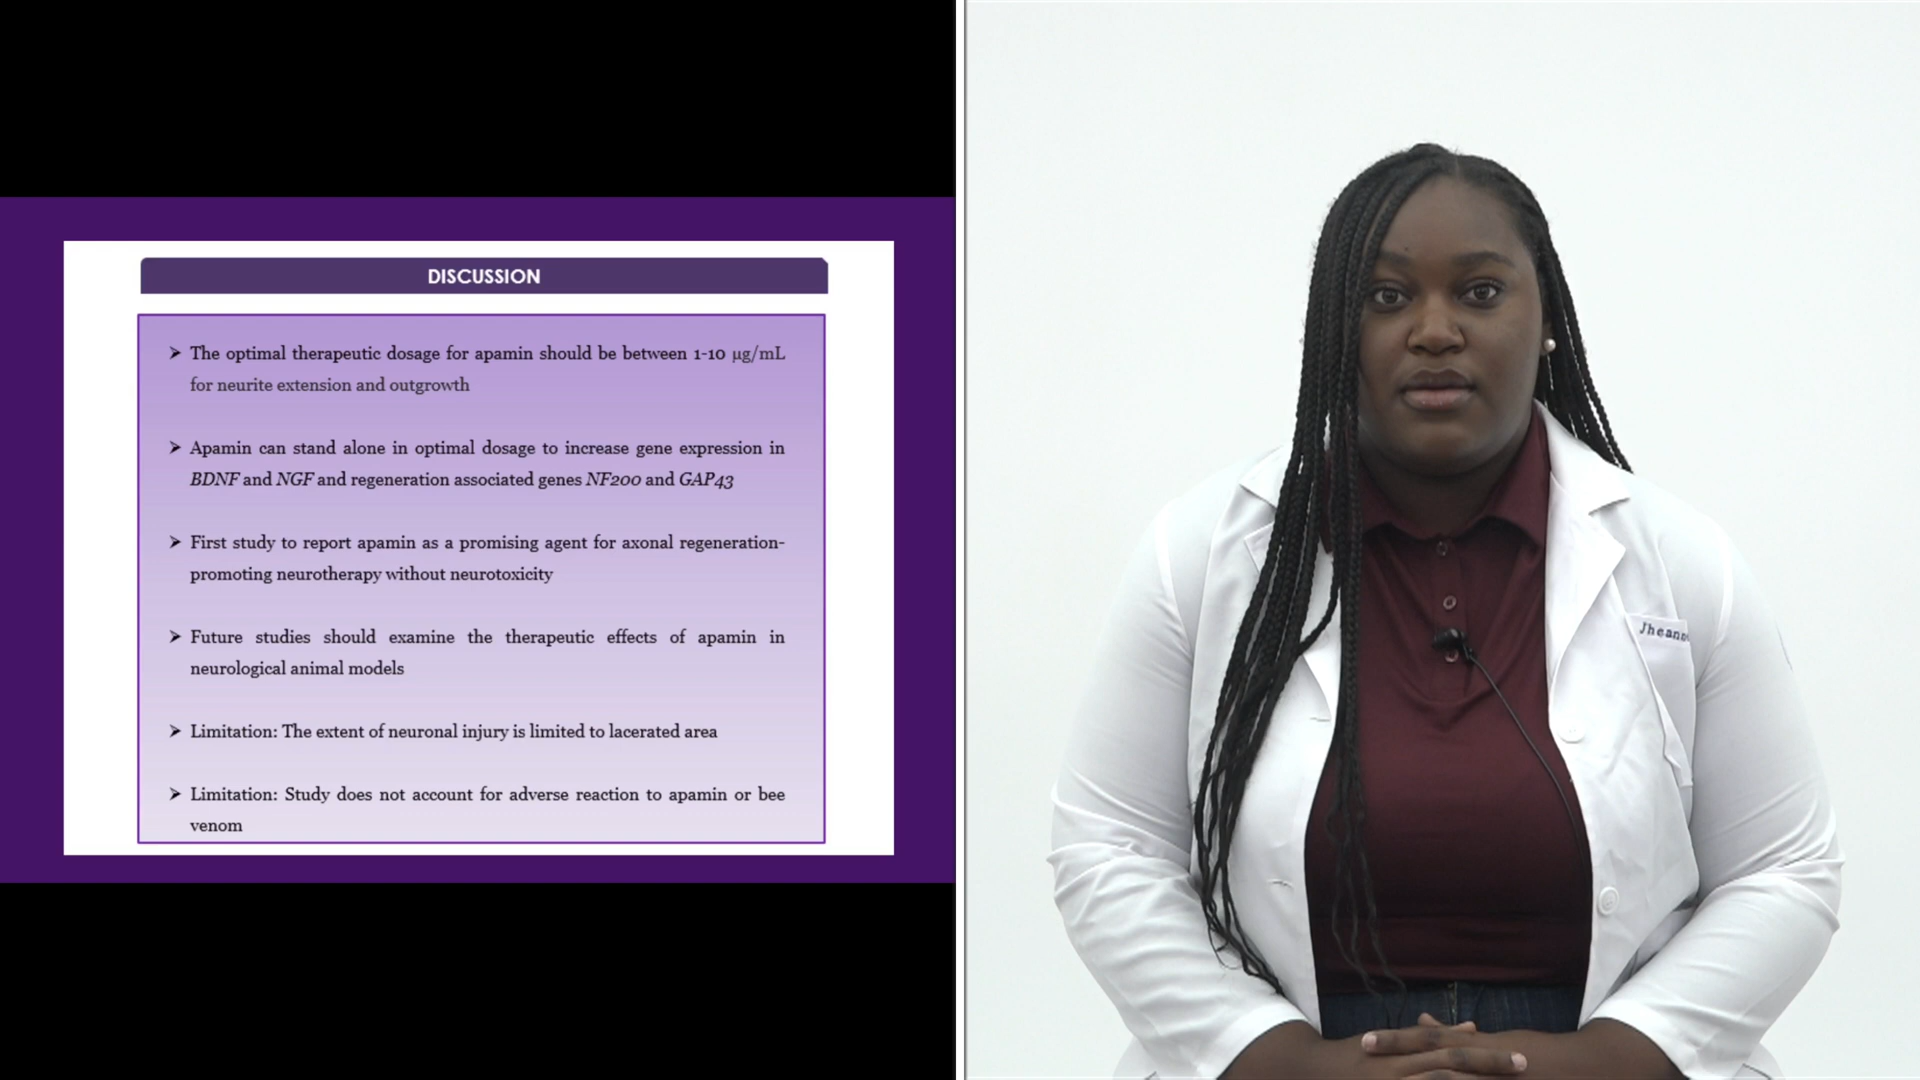 DISCUSSION
➢ The optimal therapeutic dosage for apamin should be between 1-10 µg/mL
for neurite extension and outgrowth
➢ Apamin can stand alone in optimal dosage to increase gene expression in
BDNF and NGF and regeneration associated genes NF200 and GAP43
➢ First study to report apamin as a promising agent for axonal regeneration-
promoting neurotherapy without neurotoxicity
➢ Future studies should examine the therapeutic effects of apamin in
neurological animal models
➢ Limitation: The extent of neuronal injury is limited to lacerated area
➢ Limitation: Study does not account for adverse reaction to apamin or bee
venom